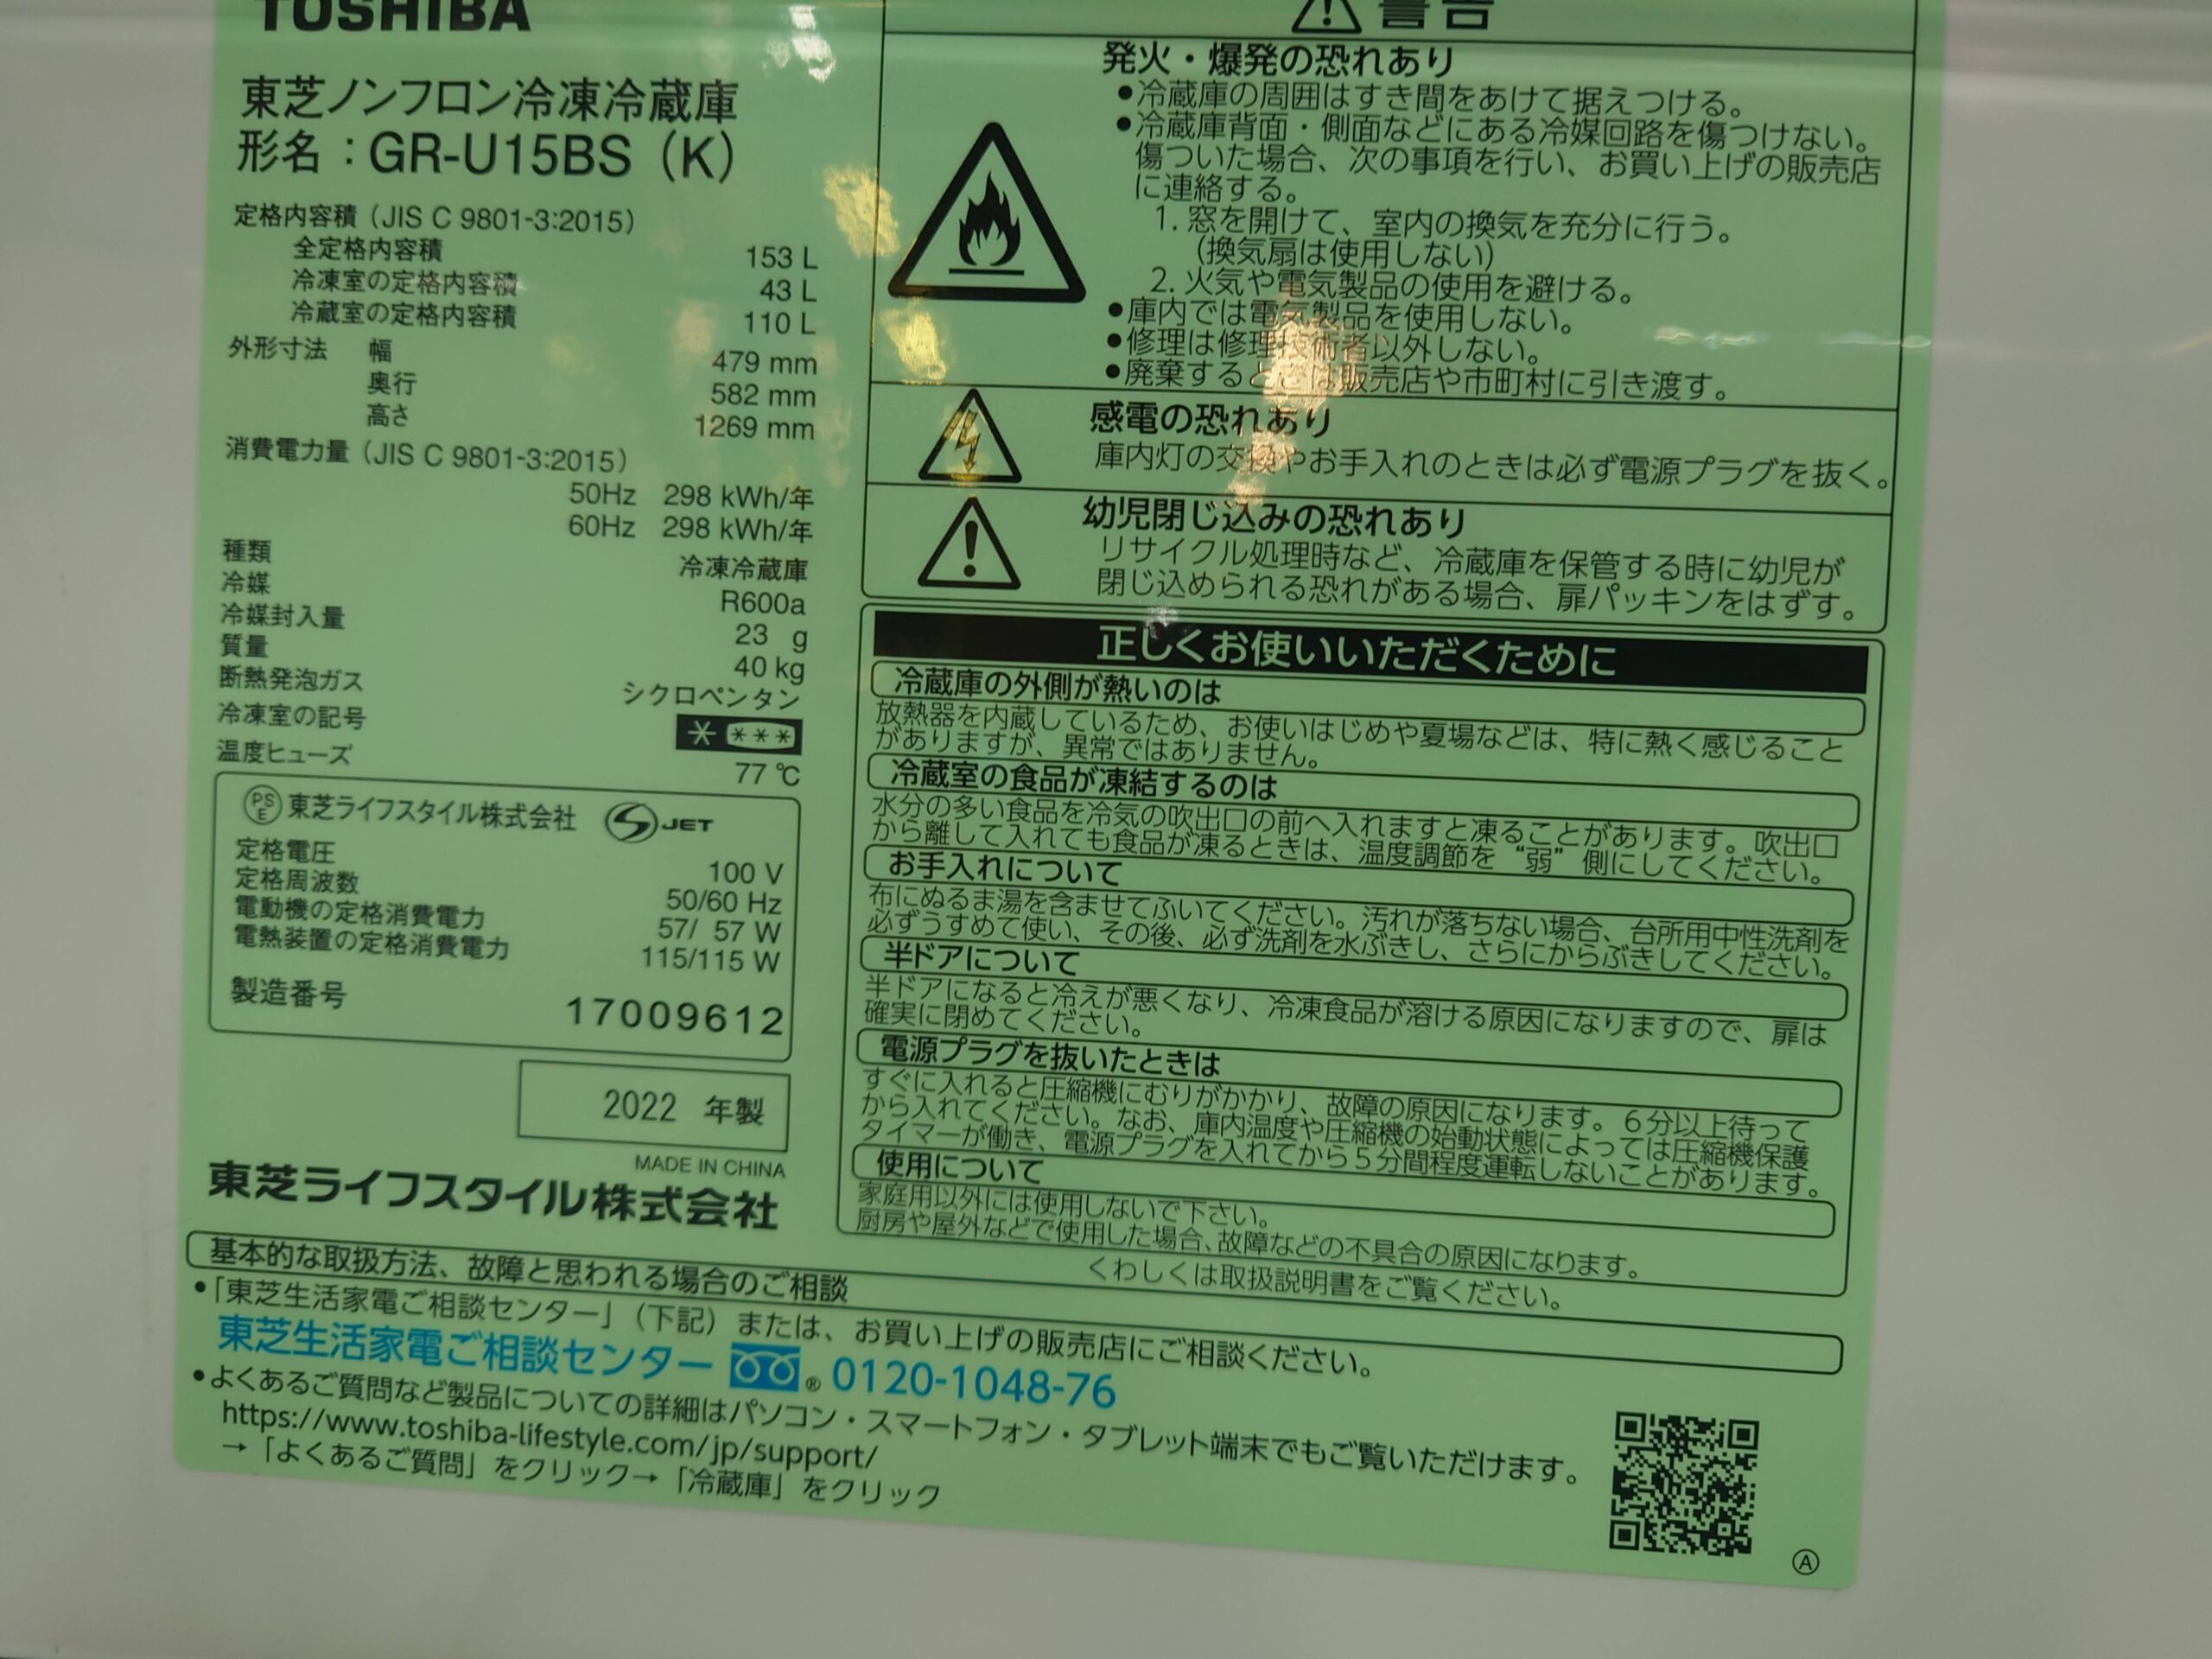 TOSHIBA
東芝ノンフロン冷凍冷蔵庫
形名：GR-U15BS（K）
定格内容積（JIS C 9801-3:2015）
全定格内容積 153 L
冷凍室の定格内容積 43 L
冷蔵室の定格内容積 110 L
外形寸法 幅 479 mm
奥行 582 mm
高さ 1269 mm
消費電力量（JIS C 9801-3:2015）
50Hz 298 kWh/年
60Hz 298 kWh/年
種類 冷凍冷蔵庫
冷媒 R600a
冷媒封入量 23 g
質量 40 kg
断熱発泡ガス シクロペンタン
冷凍室の記号 * ***
温度ヒューズ 77 ℃
PSE 東芝ライフスタイル株式会社 S JET
定格電圧 100 V
定格周波数 50/60 Hz
電動機の定格消費電力 57/ 57 W
電熱装置の定格消費電力 115/115 W
製造番号 17009612
2022 年製
MADE IN CHINA
東芝ライフスタイル株式会社
警告
発火・爆発の恐れあり
●冷蔵庫の周囲はすき間をあけて据えつける。
●冷蔵庫背面・側面などにある冷媒回路を傷つけない。
傷ついた場合、次の事項を行い、お買い上げの販売店
に連絡する。
1. 窓を開けて、室内の換気を充分に行う。
（換気扇は使用しない）
2. 火気や電気製品の使用を避ける。
●庫内では電気製品を使用しない。
●修理は修理技術者以外しない。
●廃棄するときは販売店や市町村に引き渡す。
感電の恐れあり
庫内灯の交換やお手入れのときは必ず電源プラグを抜く。
幼児閉じ込みの恐れあり
リサイクル処理時など、冷蔵庫を保管する時に幼児が
閉じ込められる恐れがある場合、扉パッキンをはずす。
正しくお使いいただくために
冷蔵庫の外側が熱いのは
放熱器を内蔵しているため、お使いはじめや夏場などは、特に熱く感じること
がありますが、異常ではありません。
冷蔵室の食品が凍結するのは
水分の多い食品を冷気の吹出口の前へ入れますと凍ることがあります。吹出口
から離して入れても食品が凍るときは、温度調節を“弱”側にしてください。
お手入れについて
布にぬるま湯を含ませてふいてください。汚れが落ちない場合、台所用中性洗剤を
必ずうすめて使い、その後、必ず洗剤を水ぶきし、さらにからぶきしてください。
半ドアについて
半ドアになると冷えが悪くなり、冷凍食品が溶ける原因になりますので、扉は
確実に閉めてください。
電源プラグを抜いたときは
すぐに入れると圧縮機にむりがかかり、故障の原因になります。6分以上待って
から入れてください。なお、庫内温度や圧縮機の始動状態によっては圧縮機保護
タイマーが働き、電源プラグを入れてから5分間程度運転しないことがあります。
使用について
家庭用以外には使用しないで下さい。
厨房や屋外などで使用した場合、故障などの不具合の原因になります。
くわしくは取扱説明書をご覧ください。
基本的な取扱方法、故障と思われる場合のご相談
●「東芝生活家電ご相談センター」（下記）または、お買い上げの販売店にご相談ください。
東芝生活家電ご相談センター ® 0120-1048-76
●よくあるご質問など製品についての詳細はパソコン・スマートフォン・タブレット端末でもご覧いただけます。
https://www.toshiba-lifestyle.com/jp/support/
→「よくあるご質問」をクリック→「冷蔵庫」をクリック
Ⓐ